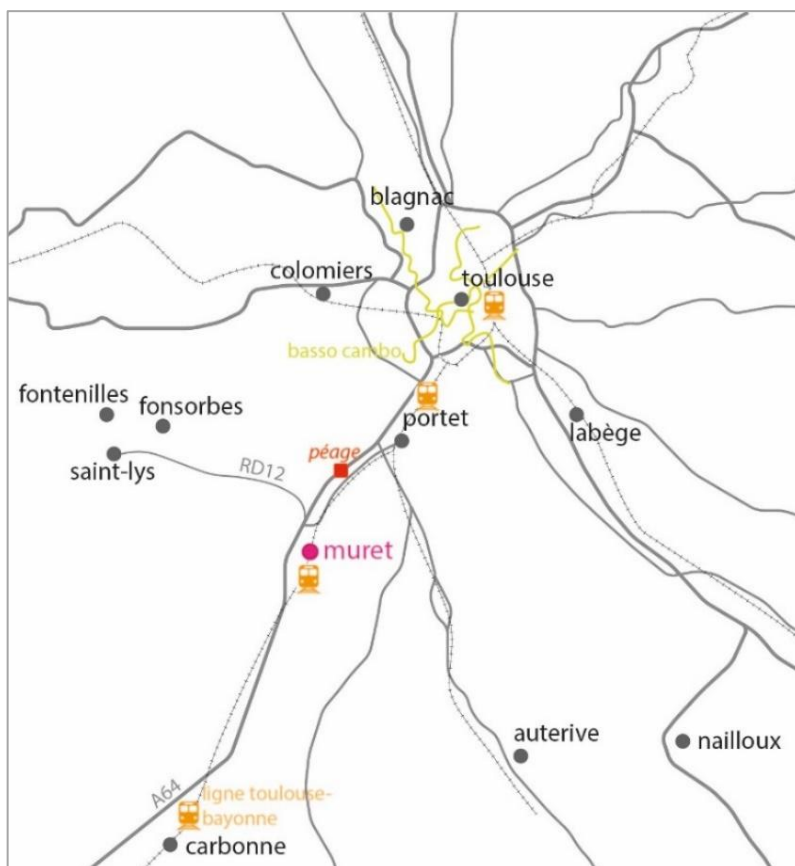 blagnac
colomiers
toulouse
basso cambo
fontenilles
fonsorbes
portet
labège
saint-lys
RD12
péage
muret
auterive
nailloux
A64
ligne toulouse-
bayonne
carbonne